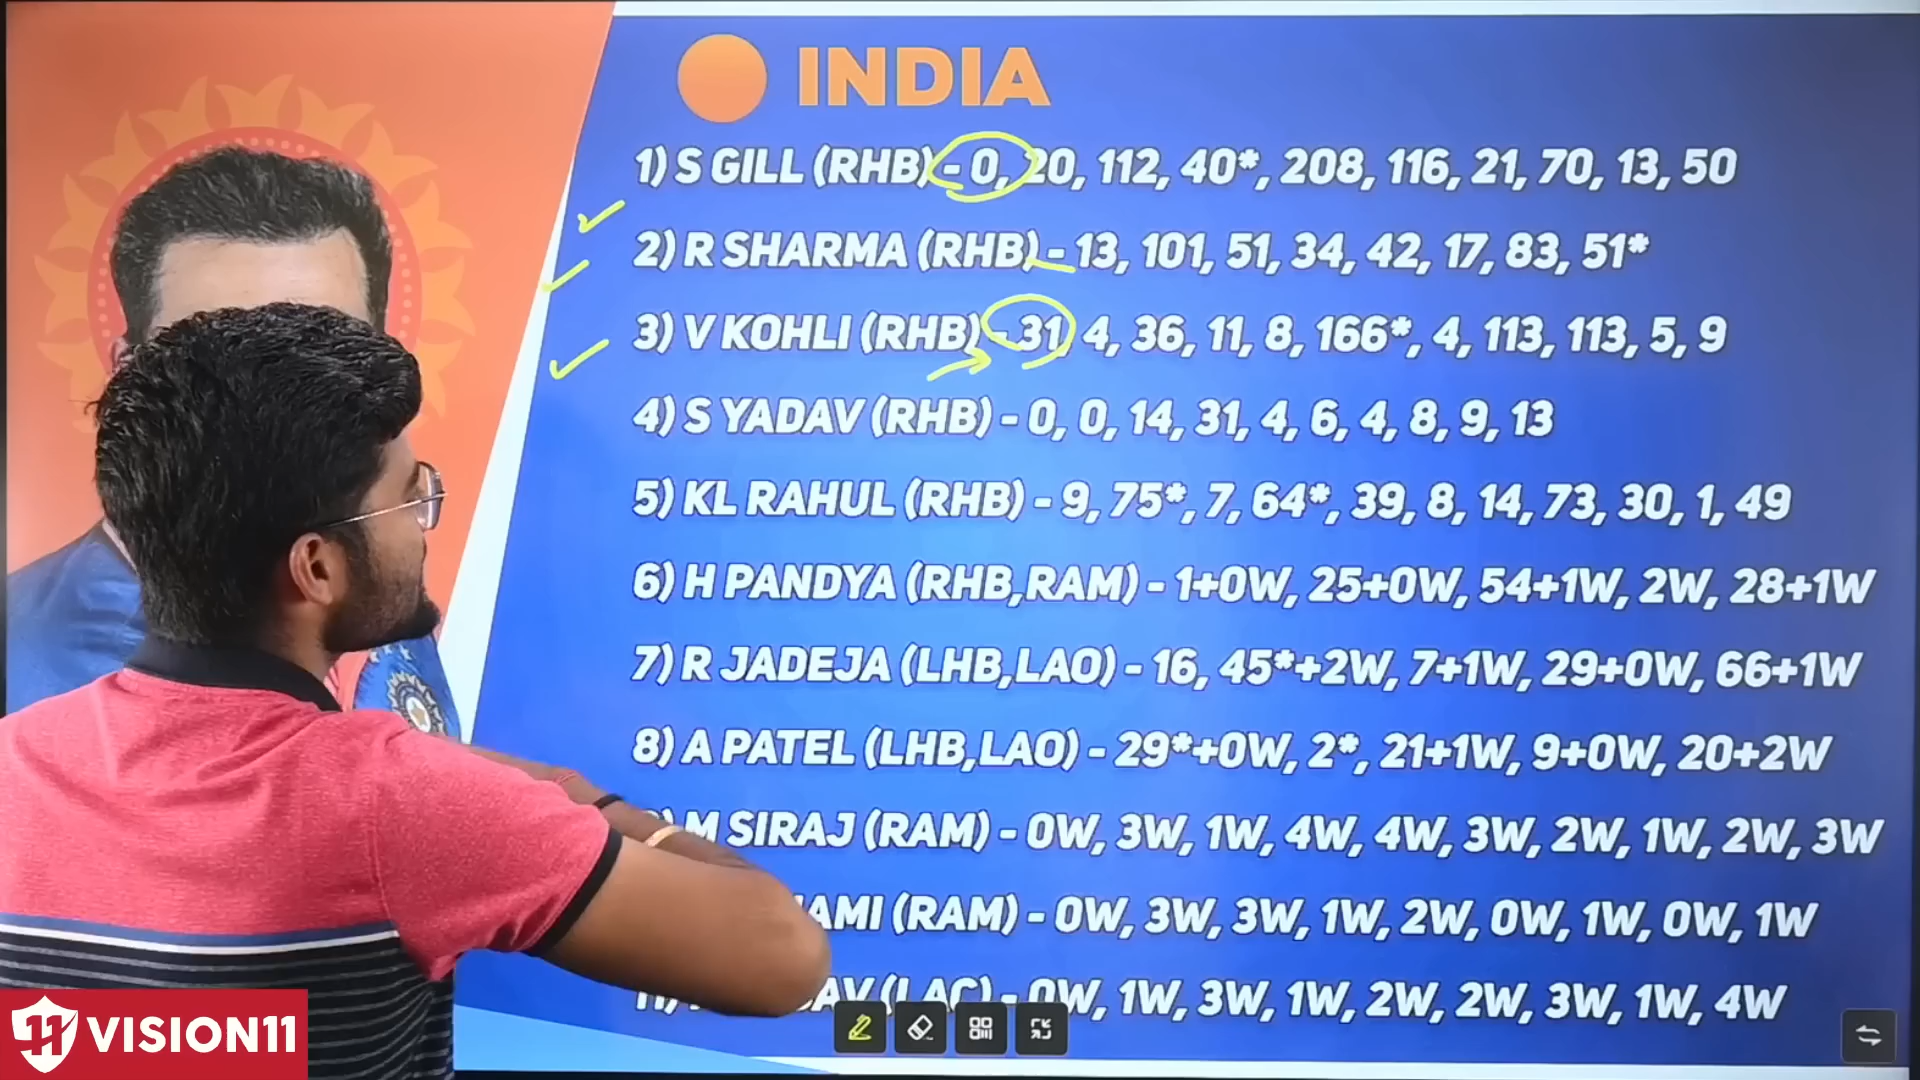 INDIA
1) S GILL (RHB) - 0, 20, 112, 40*, 208, 116, 21, 70, 13, 50
2) R SHARMA (RHB) - 13, 101, 51, 34, 42, 17, 83, 51*
3) V KOHLI (RHB) - 31, 4, 36, 11, 8, 166*, 4, 113, 113, 5, 9
4) S YADAV (RHB) - 0, 0, 14, 31, 4, 6, 4, 8, 9, 13
5) KL RAHUL (RHB) - 9, 75*, 7, 64*, 39, 8, 14, 73, 30, 1, 49
6) H PANDYA (RHB,RAM) - 1+0W, 25+0W, 54+1W, 2W, 28+1W
7) R JADEJA (LHB,LAO) - 16, 45*+2W, 7+1W, 29+0W, 66+1W
8) A PATEL (LHB,LAO) - 29*+0W, 2*, 21+1W, 9+0W, 20+2W
M SIRAJ (RAM) - 0W, 3W, 1W, 4W, 4W, 3W, 2W, 1W, 2W, 3W
AMI (RAM) - 0W, 3W, 3W, 1W, 2W, 0W, 1W, 0W, 1W
11) AV (LAC) - 0W, 1W, 3W, 1W, 2W, 2W, 3W, 1W, 4W
11 VISION11